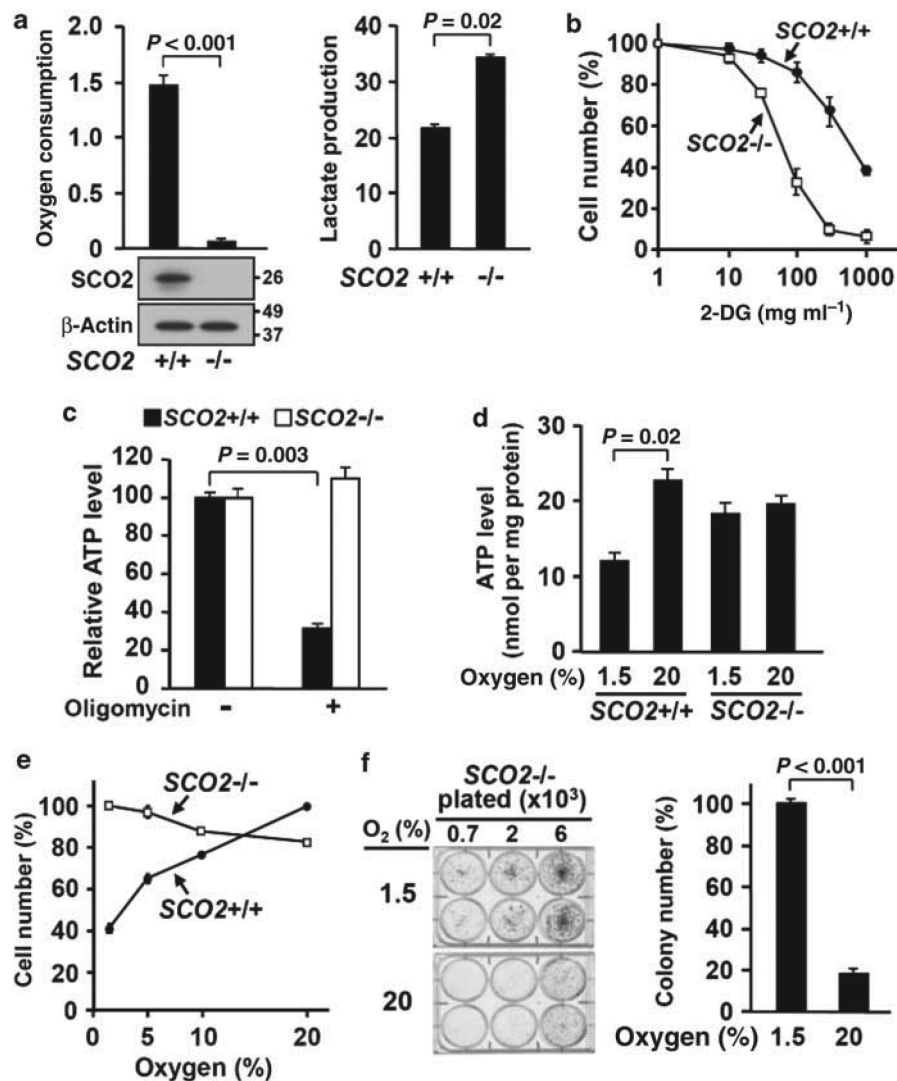 a
Oxygen consumption
2.0
1.5
1.0
0.5
0
P < 0.001
SCO2
26
β-Actin
49
37
SCO2 +/+ -/-
Lactate production
40
30
20
10
0
P = 0.02
SCO2 +/+ -/-
b
Cell number (%)
100
80
60
40
20
0
SCO2+/+
SCO2-/-
1 10 100 1000
2-DG (mg ml⁻¹)
c
SCO2+/+ SCO2-/-
Relative ATP level
120
100
80
60
40
20
0
P = 0.003
Oligomycin - +
d
ATP level
(nmol per mg protein)
30
20
10
0
P = 0.02
Oxygen (%) 1.5 20 1.5 20
SCO2+/+ SCO2-/-
e
Cell number (%)
100
80
60
40
80
0
SCO2-/-
SCO2+/+
0 5 10 20
Oxygen (%)
f
SCO2-/-
plated (x10³)
O₂ (%) 0.7 2 6
1.5
20
Colony number (%)
100
80
60
40
20
0
P < 0.001
Oxygen (%) 1.5 20